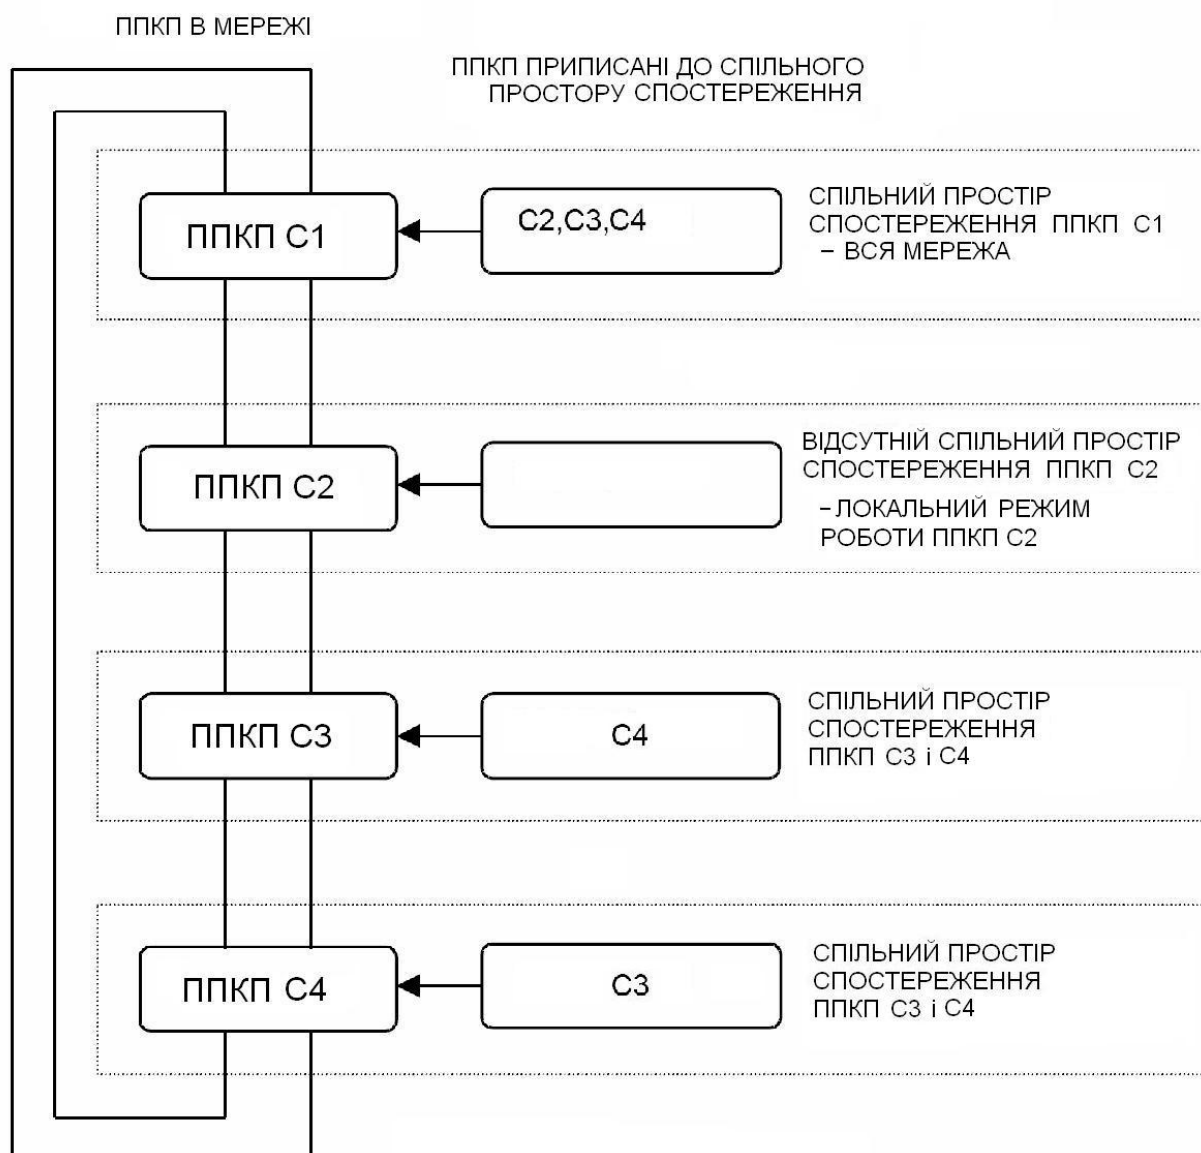 ППКП В МЕРЕЖІ
ППКП ПРИПИСАНІ ДО СПІЛЬНОГО
ПРОСТОРУ СПОСТЕРЕЖЕННЯ
ППКП С1
С2,С3,С4
СПІЛЬНИЙ ПРОСТІР
СПОСТЕРЕЖЕННЯ ППКП С1
– ВСЯ МЕРЕЖА
ППКП С2
ВІДСУТНІЙ СПІЛЬНИЙ ПРОСТІР
СПОСТЕРЕЖЕННЯ ППКП С2
–ЛОКАЛЬНИЙ РЕЖИМ
РОБОТИ ППКП С2
ППКП С3
С4
СПІЛЬНИЙ ПРОСТІР
СПОСТЕРЕЖЕННЯ
ППКП С3 і С4
ППКП С4
С3
СПІЛЬНИЙ ПРОСТІР
СПОСТЕРЕЖЕННЯ
ППКП С3 і С4